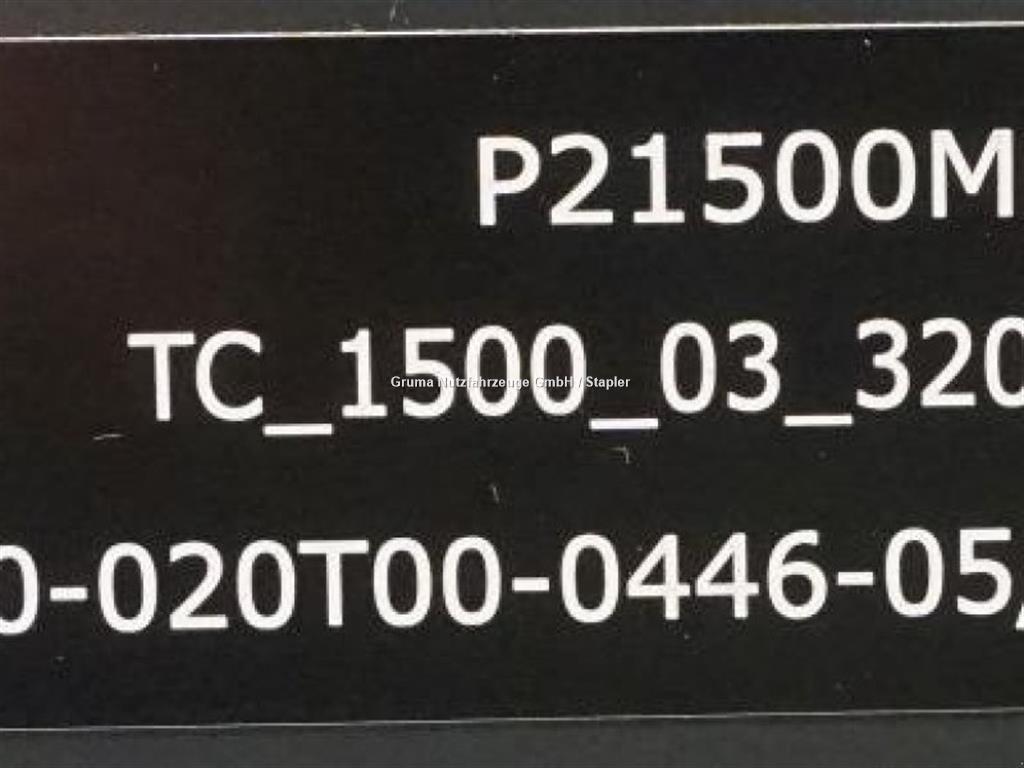 P21500M
TC_1500_03_320
Gruma Nutzfahrzeuge GmbH / Stapler
0-020T00-0446-05/